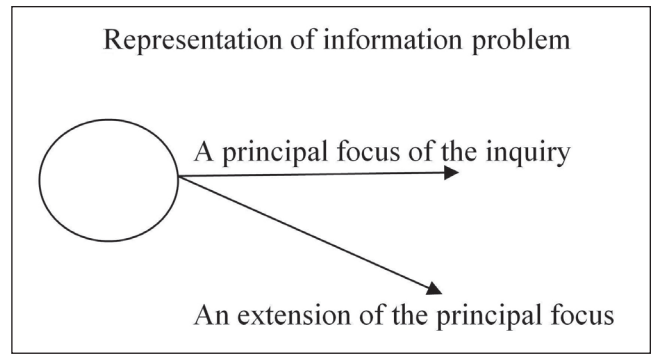 Representation of information problem
A principal focus of the inquiry
An extension of the principal focus